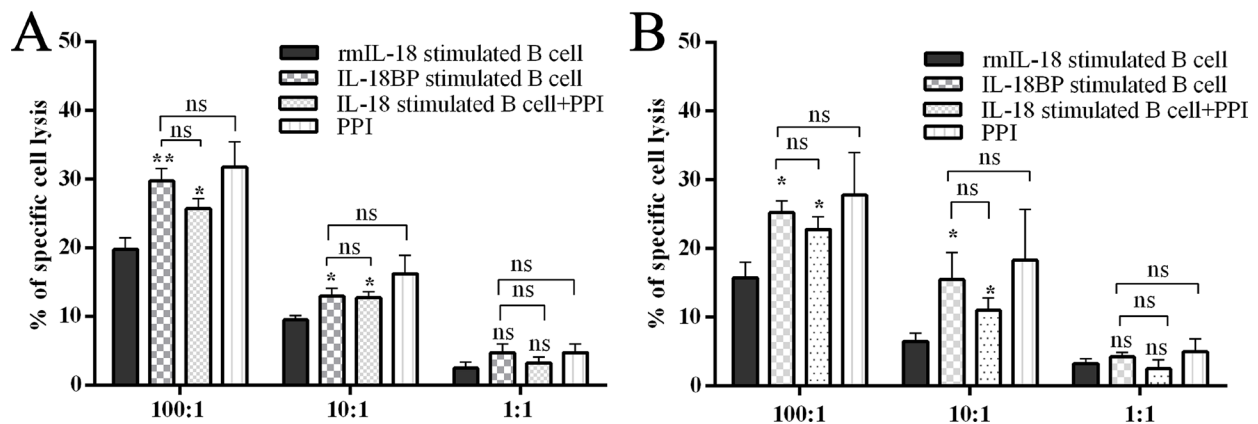 A
% of specific cell lysis
50
40
30
20
10
0
rmIL-18 stimulated B cell
IL-18BP stimulated B cell
IL-18 stimulated B cell+PPI
PPI
ns
ns
**
*
ns
ns
*
*
ns
ns
ns
ns
100:1
10:1
1:1
B
% of specific cell lysis
50
40
30
20
10
0
rmIL-18 stimulated B cell
IL-18BP stimulated B cell
IL-18 stimulated B cell+PPI
PPI
ns
ns
*
*
ns
ns
*
*
ns
ns
ns
ns
100:1
10:1
1:1